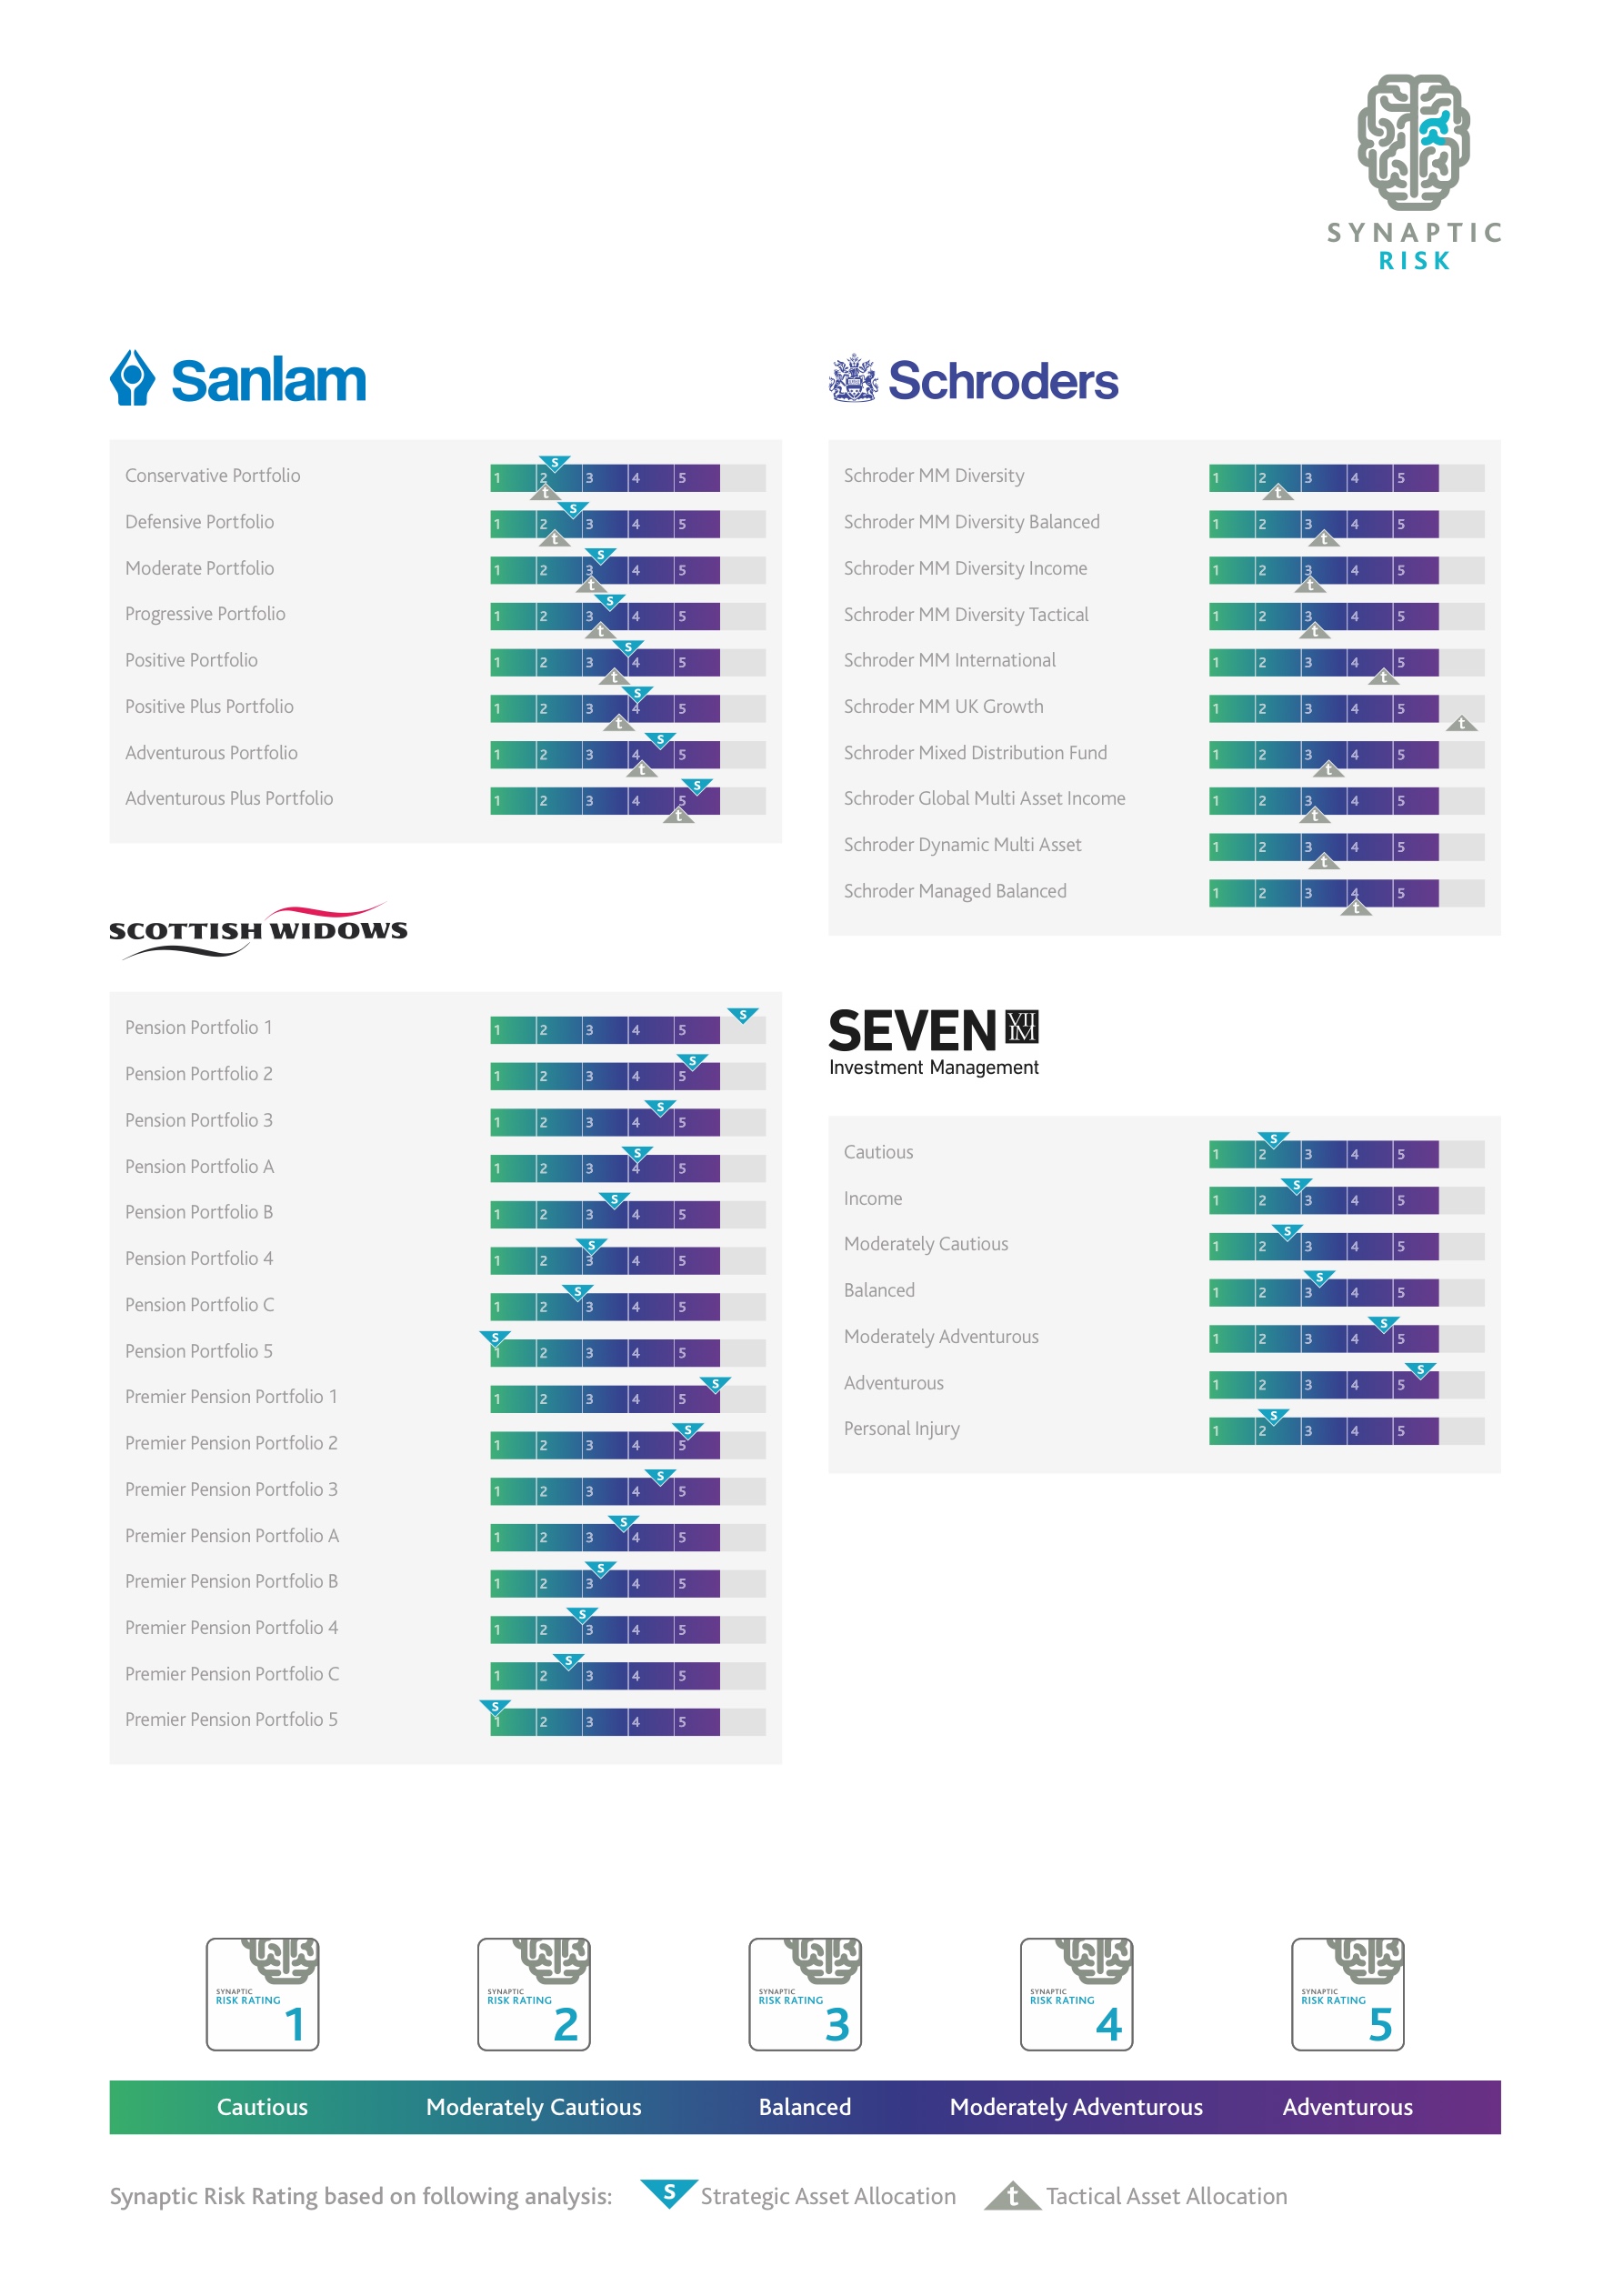 SYNAPTIC
RISK
Sanlam
Conservative Portfolio 1 2 3 4 5 s t
Defensive Portfolio 1 2 3 4 5 s t
Moderate Portfolio 1 2 3 4 5 s t
Progressive Portfolio 1 2 3 4 5 s t
Positive Portfolio 1 2 3 4 5 s t
Positive Plus Portfolio 1 2 3 4 5 s t
Adventurous Portfolio 1 2 3 4 5 s t
Adventurous Plus Portfolio 1 2 3 4 5 s t
Schroders
Schroder MM Diversity 1 2 3 4 5 t
Schroder MM Diversity Balanced 1 2 3 4 5 t
Schroder MM Diversity Income 1 2 3 4 5 t
Schroder MM Diversity Tactical 1 2 3 4 5 t
Schroder MM International 1 2 3 4 5 t
Schroder MM UK Growth 1 2 3 4 5 t
Schroder Mixed Distribution Fund 1 2 3 4 5 t
Schroder Global Multi Asset Income 1 2 3 4 5 t
Schroder Dynamic Multi Asset 1 2 3 4 5 t
Schroder Managed Balanced 1 2 3 4 5 t
SCOTTISH WIDOWS
Pension Portfolio 1 1 2 3 4 5 s
Pension Portfolio 2 1 2 3 4 5 s
Pension Portfolio 3 1 2 3 4 5 s
Pension Portfolio A 1 2 3 4 5 s
Pension Portfolio B 1 2 3 4 5 s
Pension Portfolio 4 1 2 3 4 5 s
Pension Portfolio C 1 2 3 4 5 s
Pension Portfolio 5 1 2 3 4 5 s
Premier Pension Portfolio 1 1 2 3 4 5 s
Premier Pension Portfolio 2 1 2 3 4 5 s
Premier Pension Portfolio 3 1 2 3 4 5 s
Premier Pension Portfolio A 1 2 3 4 5 s
Premier Pension Portfolio B 1 2 3 4 5 s
Premier Pension Portfolio 4 1 2 3 4 5 s
Premier Pension Portfolio C 1 2 3 4 5 s
Premier Pension Portfolio 5 1 2 3 4 5 s
SEVEN VII IM
Investment Management
Cautious 1 2 3 4 5 s
Income 1 2 3 4 5 s
Moderately Cautious 1 2 3 4 5 s
Balanced 1 2 3 4 5 s
Moderately Adventurous 1 2 3 4 5 s
Adventurous 1 2 3 4 5 s
Personal Injury 1 2 3 4 5 s
SYNAPTIC
RISK RATING
1
SYNAPTIC
RISK RATING
2
SYNAPTIC
RISK RATING
3
SYNAPTIC
RISK RATING
4
SYNAPTIC
RISK RATING
5
Cautious Moderately Cautious Balanced Moderately Adventurous Adventurous
Synaptic Risk Rating based on following analysis: s Strategic Asset Allocation t Tactical Asset Allocation